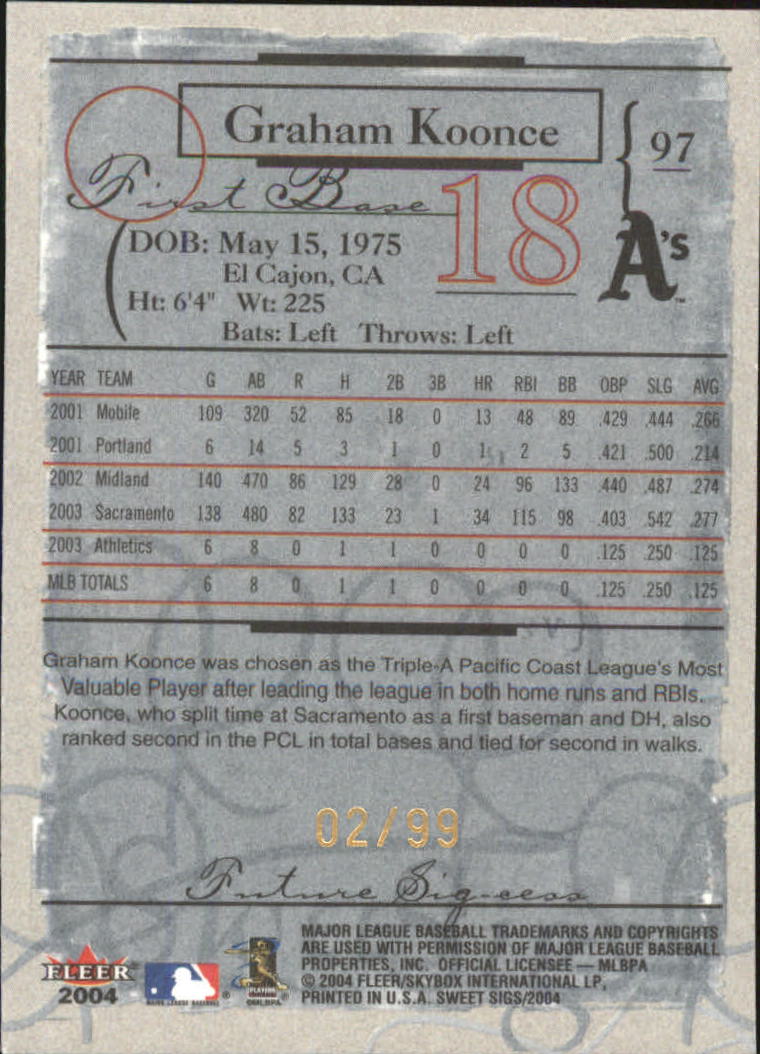 Graham Koonce
97
First Base
18
A's
DOB: May 15, 1975
El Cajon, CA
Ht: 6'4" Wt: 225
Bats: Left Throws: Left
YEAR TEAM G AB R H 2B 3B HR RBI BB OBP SLG AVG
2001 Mobile 109 320 52 85 18 0 13 48 89 .429 .444 .266
2001 Portland 6 14 5 3 1 0 1 2 5 .421 .500 .214
2002 Midland 140 470 86 129 28 0 24 96 133 .440 .487 .274
2003 Sacramento 138 480 82 133 23 1 34 115 98 .403 .542 .277
2003 Athletics 6 8 0 1 1 0 0 0 0 .125 .250 .125
MLB TOTALS 6 8 0 1 1 0 0 0 0 .125 .250 .125
Graham Koonce was chosen as the Triple-A Pacific Coast League's Most
Valuable Player after leading the league in both home runs and RBIs.
Koonce, who split time at Sacramento as a first baseman and DH, also
ranked second in the PCL in total bases and tied for second in walks.
02/99
Future Sig-cess
MAJOR LEAGUE BASEBALL TRADEMARKS AND COPYRIGHTS
ARE USED WITH PERMISSION OF MAJOR LEAGUE BASEBALL
PROPERTIES, INC. OFFICIAL LICENSEE — MLBPA
© 2004 FLEER/SKYBOX INTERNATIONAL LP,
PRINTED IN U.S.A. SWEET SIGS/2004
FLEER
2004
MAJOR LEAGUE BASEBALL
©MLBPA